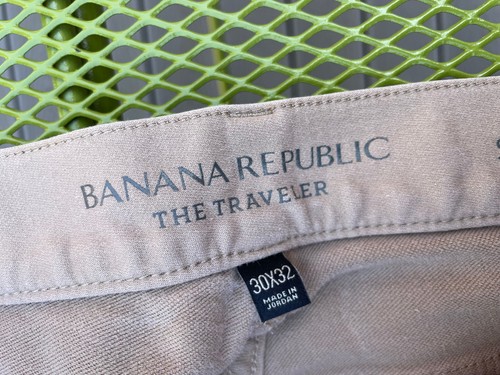 BANANA REPUBLIC
THE TRAVELER
30X32
MADE IN
JORDAN